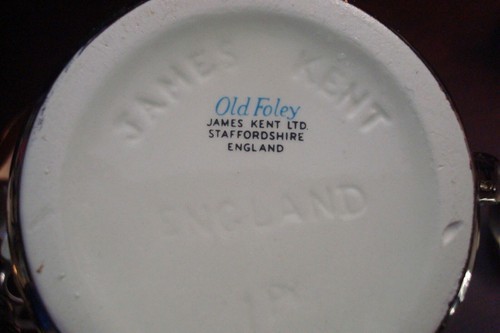 JAMES KENT
Old Foley
JAMES KENT LTD.
STAFFORDSHIRE
ENGLAND
ENGLAND